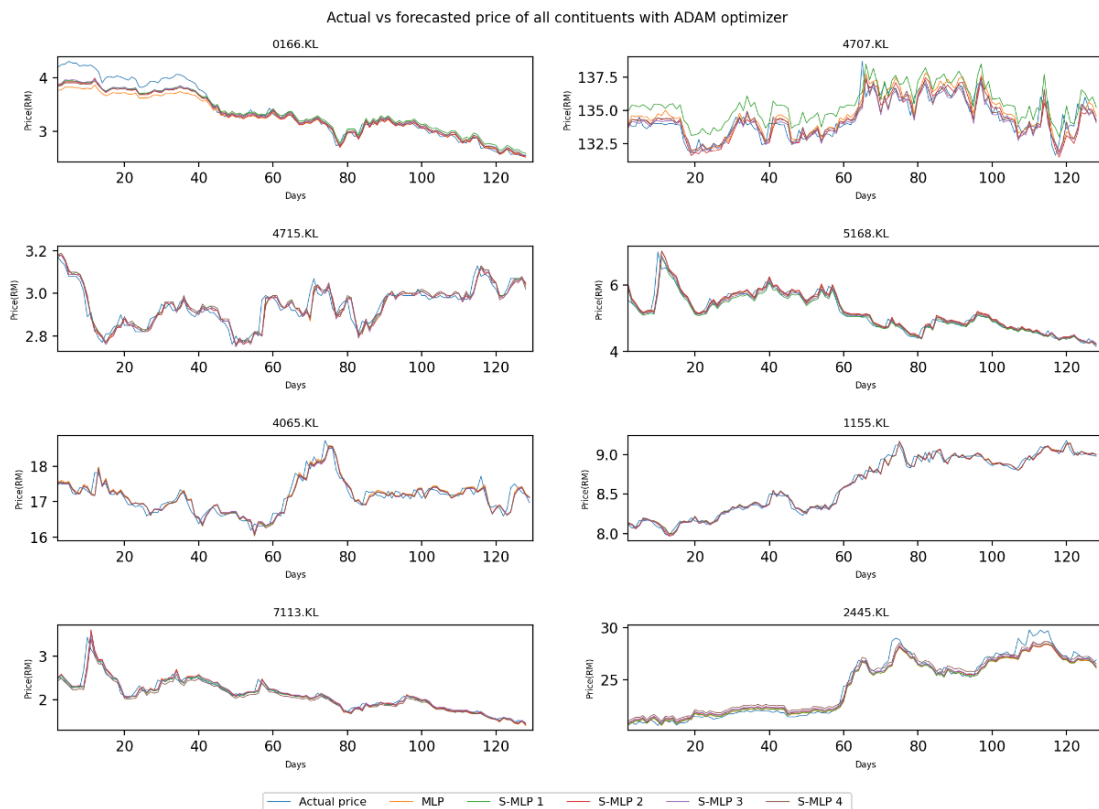 Actual vs forecasted price of all contituents with ADAM optimizer
0166.KL
Price(RM)
4
3
20 40 60 80 100 120
Days
4707.KL
Price(RM)
137.5
135.0
132.5
20 40 60 80 100 120
Days
4715.KL
Price(RM)
3.2
3.0
2.8
20 40 60 80 100 120
Days
5168.KL
Price(RM)
6
4
20 40 60 80 100 120
Days
4065.KL
Price(RM)
18
17
16
20 40 60 80 100 120
Days
1155.KL
Price(RM)
9.0
8.5
8.0
20 40 60 80 100 120
Days
7113.KL
Price(RM)
3
2
20 40 60 80 100 120
Days
2445.KL
Price(RM)
30
25
20 40 60 80 100 120
Days
Actual price MLP S-MLP 1 S-MLP 2 S-MLP 3 S-MLP 4